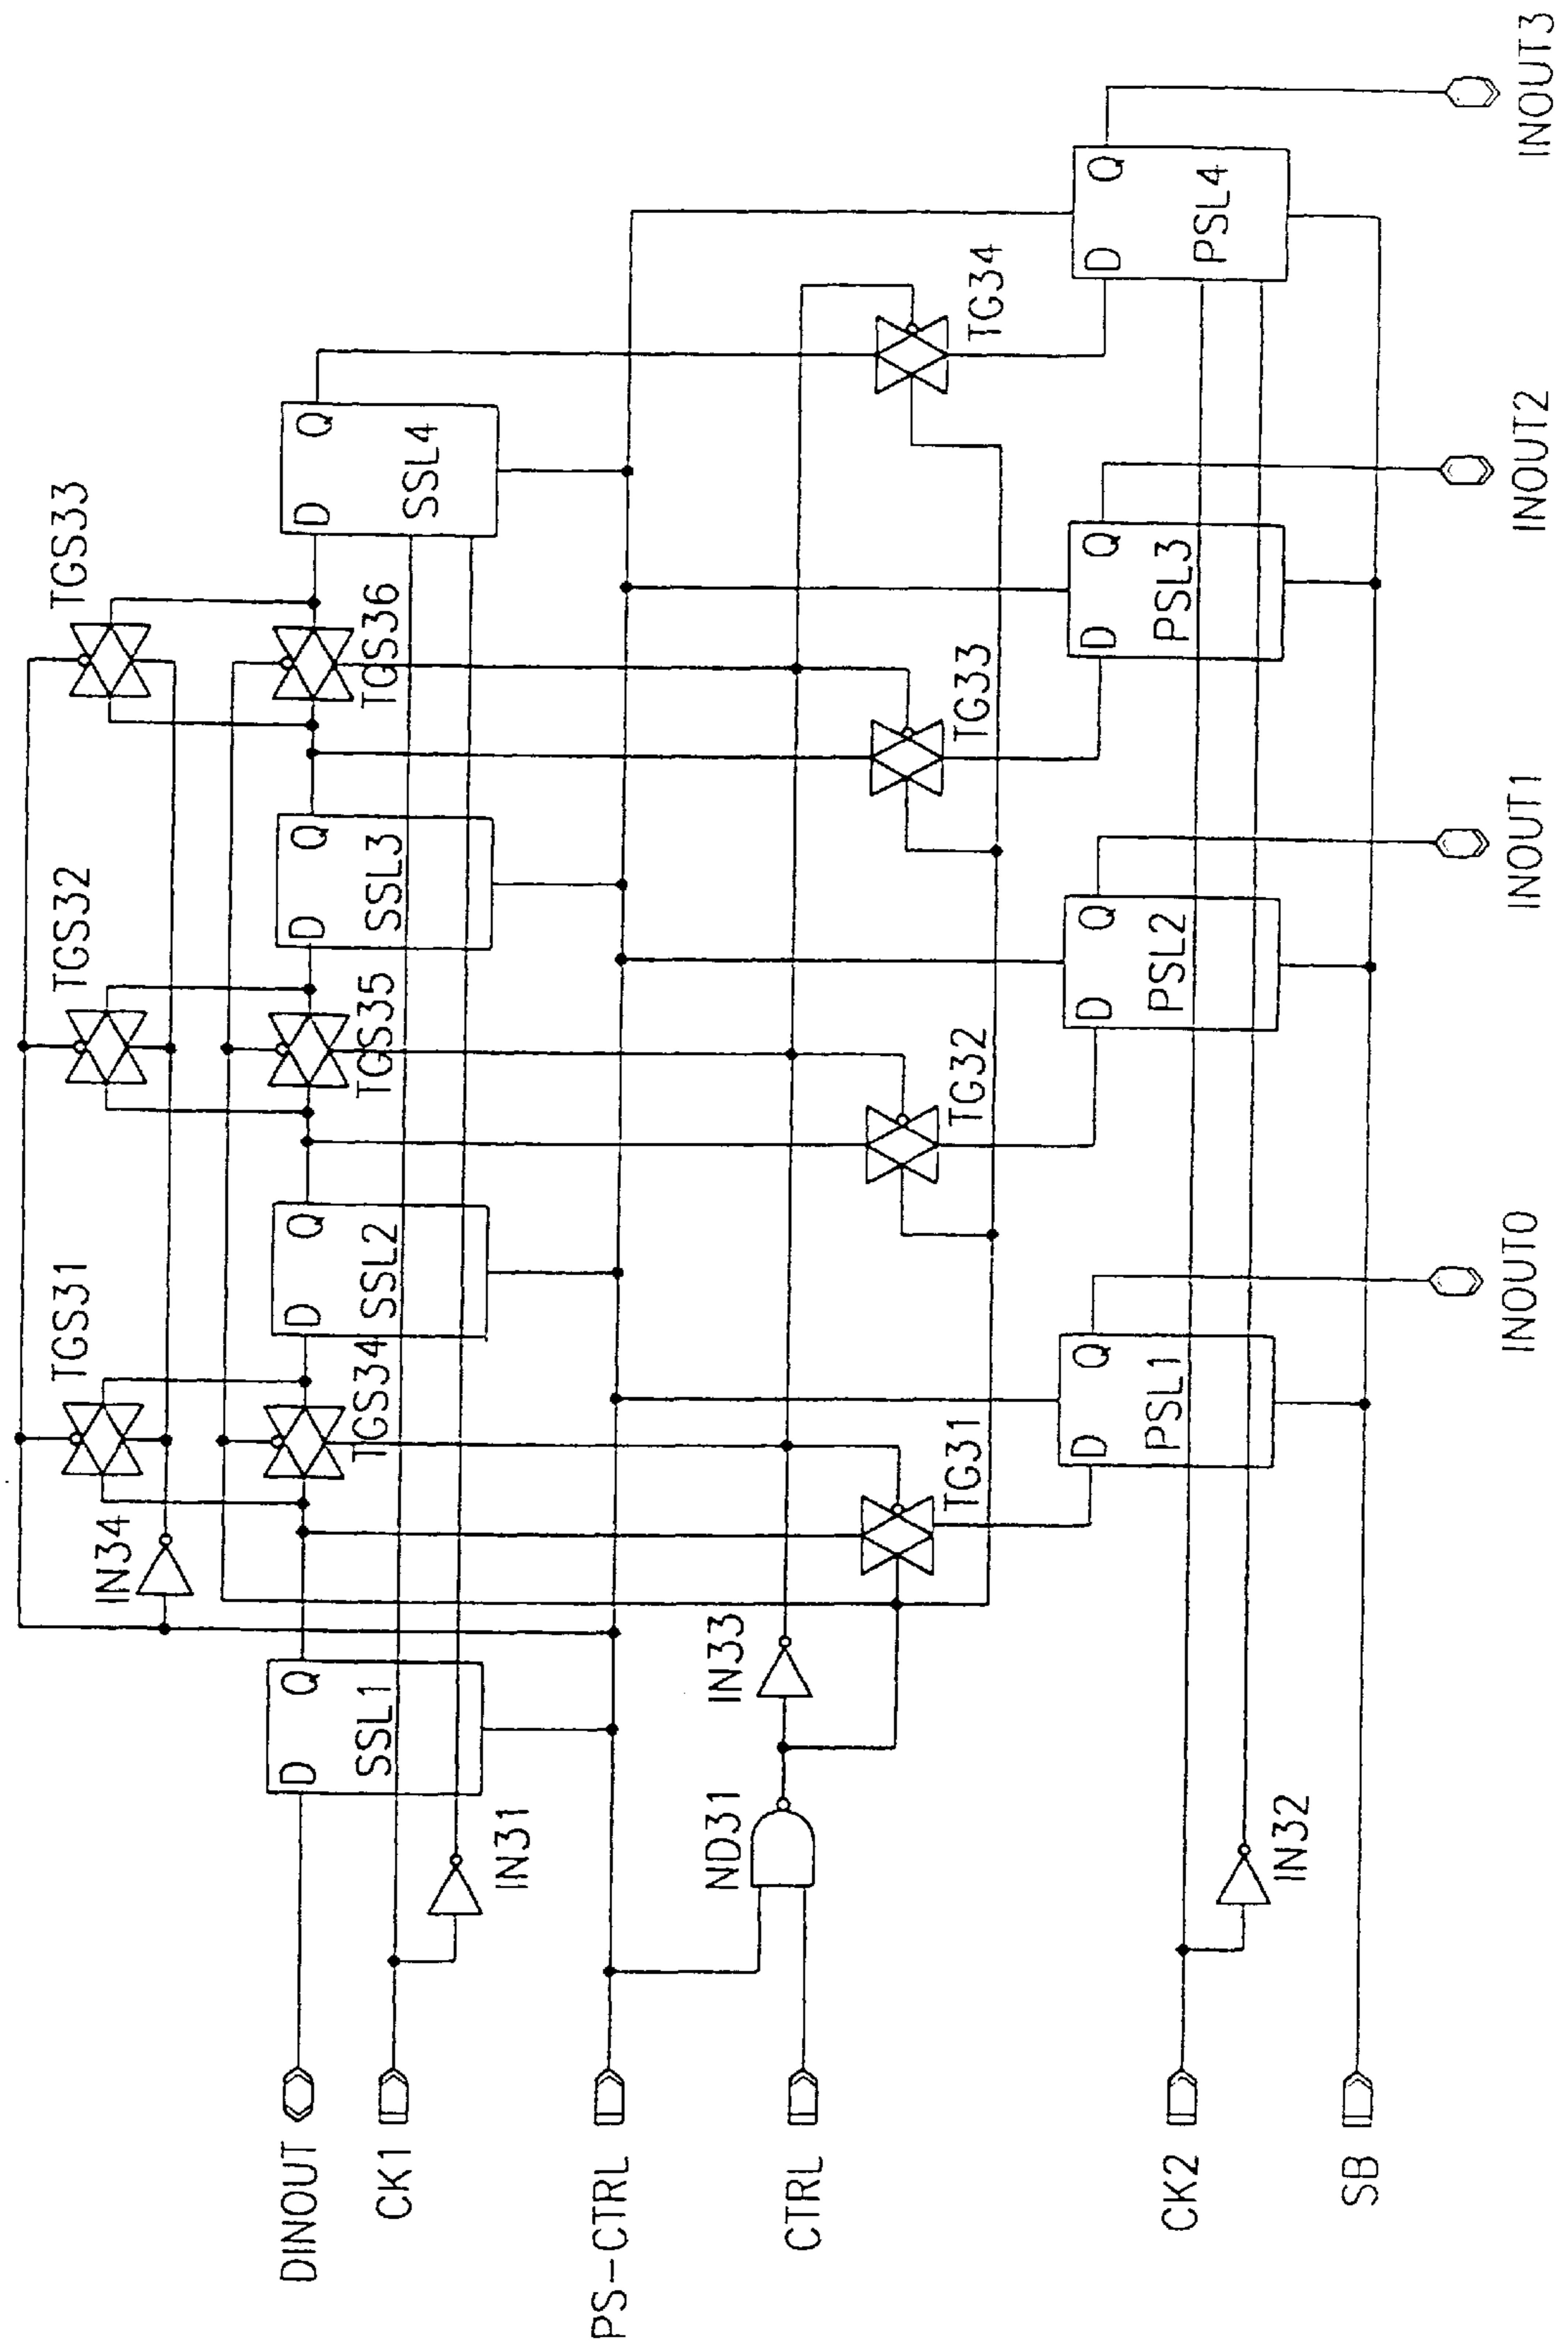 TGS31
TGS32
TGS33
IN34
D Q
SSL1
TGS34
D Q
SSL2
TGS35
D Q
SSL3
TGS36
D Q
SSL4
DINOUT
CK1
IN31
PS-CTRL
CTRL
ND31
IN33
TG31
TG32
TG33
TG34
D Q
PSL1
D Q
PSL2
D Q
PSL3
D Q
PSL4
CK2
IN32
SB
INOUT0
INOUT1
INOUT2
INOUT3